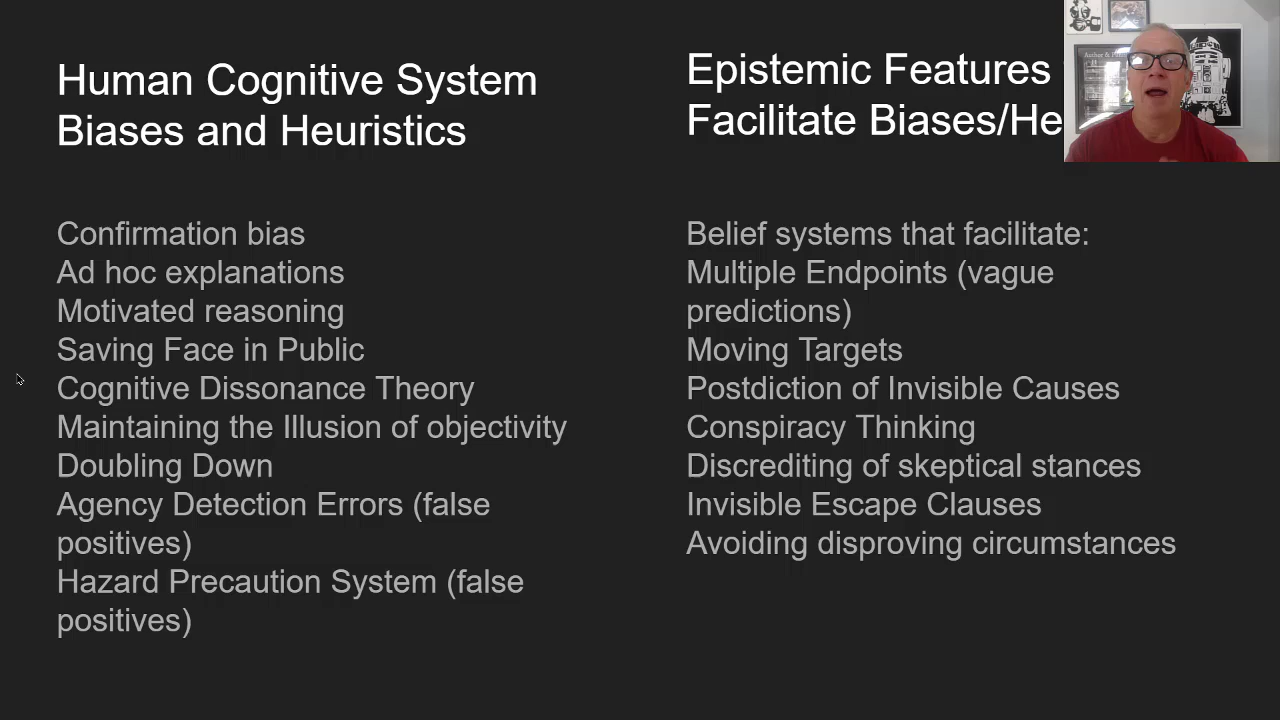 Human Cognitive System
Biases and Heuristics
Confirmation bias
Ad hoc explanations
Motivated reasoning
Saving Face in Public
Cognitive Dissonance Theory
Maintaining the Illusion of objectivity
Doubling Down
Agency Detection Errors (false
positives)
Hazard Precaution System (false
positives)
Epistemic Features
Facilitate Biases/He
Belief systems that facilitate:
Multiple Endpoints (vague
predictions)
Moving Targets
Postdiction of Invisible Causes
Conspiracy Thinking
Discrediting of skeptical stances
Invisible Escape Clauses
Avoiding disproving circumstances